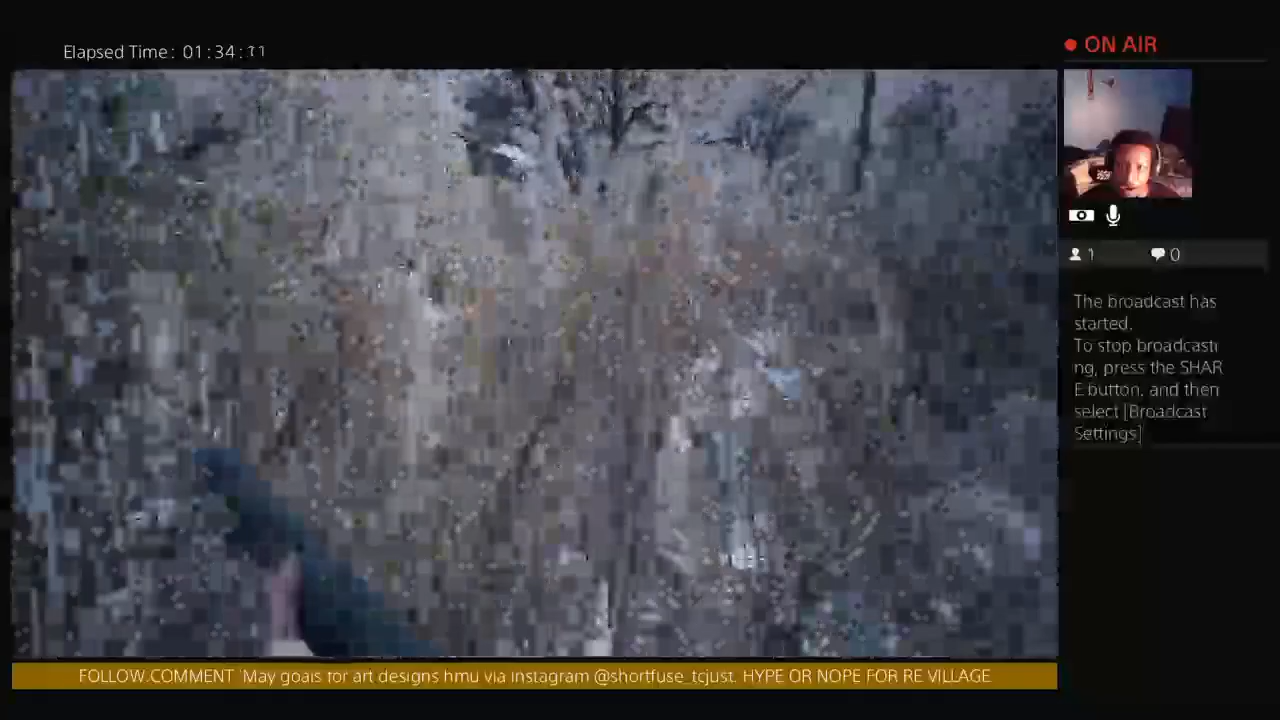 Elapsed Time: 01:34:
ON AIR
1
0
The broadcast has
started.
To stop broadcasti
ng, press the SHAR
E button, and then
select [Broadcast
Settings]
FOLLOW.COMMENT 'May goals for art designs hmu via instagram @shortfuse_tcjust. HYPE OR NOPE FOR RE VILLAGE